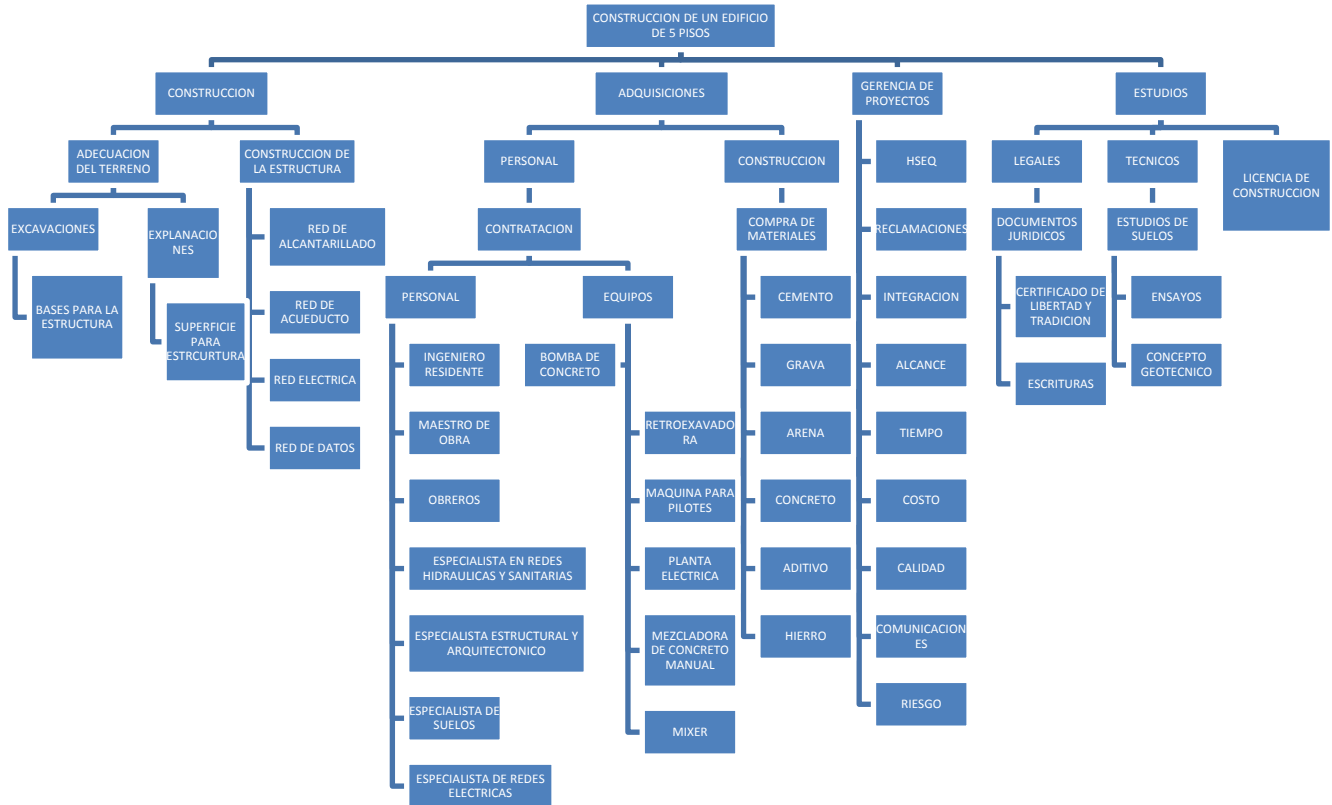 CONSTRUCCION DE UN EDIFICIO
DE 5 PISOS
CONSTRUCCION
ADECUACION
DEL TERRENO
EXCAVACIONES
BASES PARA LA
ESTRUCTURA
EXPLANACIO
NES
SUPERFICIE
PARA
ESTRCURTURA
CONSTRUCCION DE
LA ESTRUCTURA
RED DE
ALCANTARILLADO
RED DE
ACUEDUCTO
RED ELECTRICA
RED DE DATOS
ADQUISICIONES
PERSONAL
CONTRATACION
PERSONAL
INGENIERO
RESIDENTE
MAESTRO DE
OBRA
OBREROS
ESPECIALISTA EN REDES
HIDRAULICAS Y SANITARIAS
ESPECIALISTA ESTRUCTURAL Y
ARQUITECTONICO
ESPECIALISTA DE
SUELOS
ESPECIALISTA DE REDES
ELECTRICAS
EQUIPOS
BOMBA DE
CONCRETO
RETROEXAVADO
RA
MAQUINA PARA
PILOTES
PLANTA
ELECTRICA
MEZCLADORA
DE CONCRETO
MANUAL
MIXER
CONSTRUCCION
COMPRA DE
MATERIALES
CEMENTO
GRAVA
ARENA
CONCRETO
ADITIVO
HIERRO
GERENCIA DE
PROYECTOS
HSEQ
RECLAMACIONES
INTEGRACION
ALCANCE
TIEMPO
COSTO
CALIDAD
COMUNICACION
ES
RIESGO
ESTUDIOS
LEGALES
DOCUMENTOS
JURIDICOS
CERTIFICADO DE
LIBERTAD Y
TRADICION
ESCRITURAS
TECNICOS
ESTUDIOS DE
SUELOS
ENSAYOS
CONCEPTO
GEOTECNICO
LICENCIA DE
CONSTRUCCION